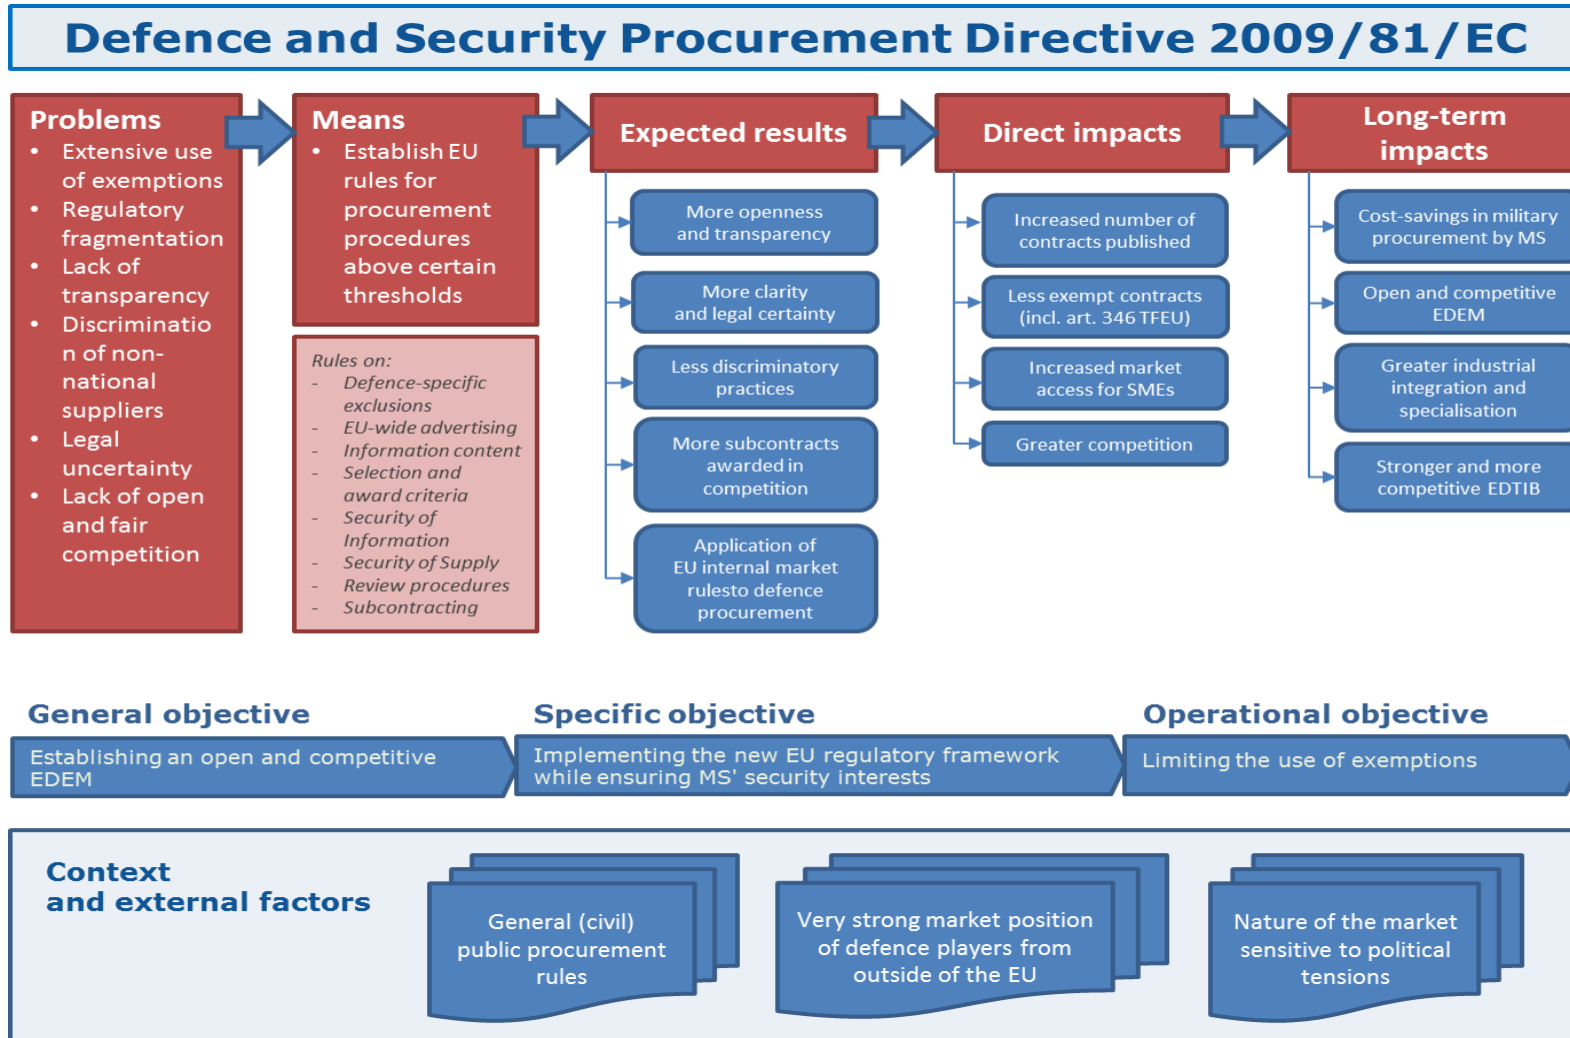 Defence and Security Procurement Directive 2009/81/EC
Problems
• Extensive use
of exemptions
• Regulatory
fragmentation
• Lack of
transparency
• Discriminatio
n of non-
national
suppliers
• Legal
uncertainty
• Lack of open
and fair
competition
Means
• Establish EU
rules for
procurement
procedures
above certain
thresholds
Rules on:
- Defence-specific
exclusions
- EU-wide advertising
- Information content
- Selection and
award criteria
- Security of
Information
- Security of Supply
- Review procedures
- Subcontracting
Expected results
More openness
and transparency
More clarity
and legal certainty
Less discriminatory
practices
More subcontracts
awarded in
competition
Application of
EU internal market
rulesto defence
procurement
Direct impacts
Increased number of
contracts published
Less exempt contracts
(incl. art. 346 TFEU)
Increased market
access for SMEs
Greater competition
Long-term
impacts
Cost-savings in military
procurement by MS
Open and competitive
EDEM
Greater industrial
integration and
specialisation
Stronger and more
competitive EDTIB
General objective
Establishing an open and competitive
EDEM
Specific objective
Implementing the new EU regulatory framework
while ensuring MS' security interests
Operational objective
Limiting the use of exemptions
Context
and external factors
General (civil)
public procurement
rules
Very strong market position
of defence players from
outside of the EU
Nature of the market
sensitive to political
tensions